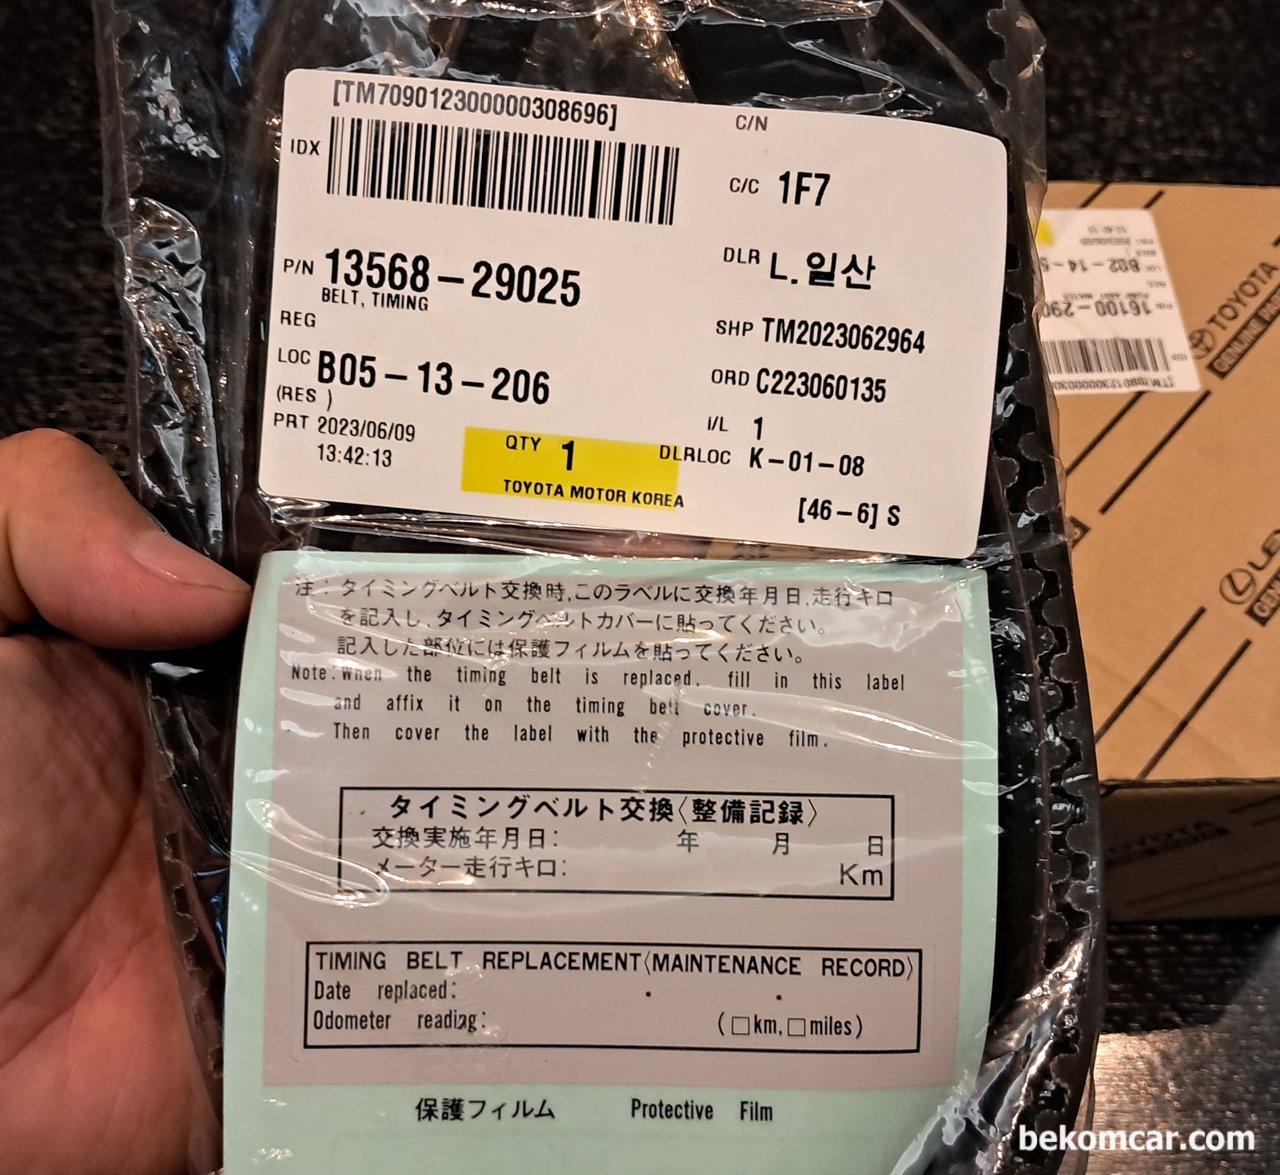 [TM709012300000308696]
IDX
C/N
C/C 1F7
P/N 13568-29025
BELT, TIMING
DLR L.일산
REG
SHP TM2023062964
LOC B05-13-206
(RES )
ORD C223060135
PRT 2023/06/09
13:42:13
I/L 1
QTY 1
DLRLOC K-01-08
TOYOTA MOTOR KOREA
[46-6] S
注:タイミングベルト交換時,このラベルに交換年月日,走行キロ
を記入し,タイミングベルトカバーに貼ってください。
記入した部位には保護フィルムを貼ってください。
Note:When the timing belt is replaced, fill in this label
and affix it on the timing belt cover.
Then cover the label with the protective film.
タイミングベルト交換〈整備記録〉
交換実施年月日: 年 月 日
メーター走行キロ: Km
TIMING BELT REPLACEMENT〈MAINTENANCE RECORD〉
Date replaced: . .
Odometer reading: (□km,□miles)
保護フィルム Protective Film
TOYOTA
bekomcar.com